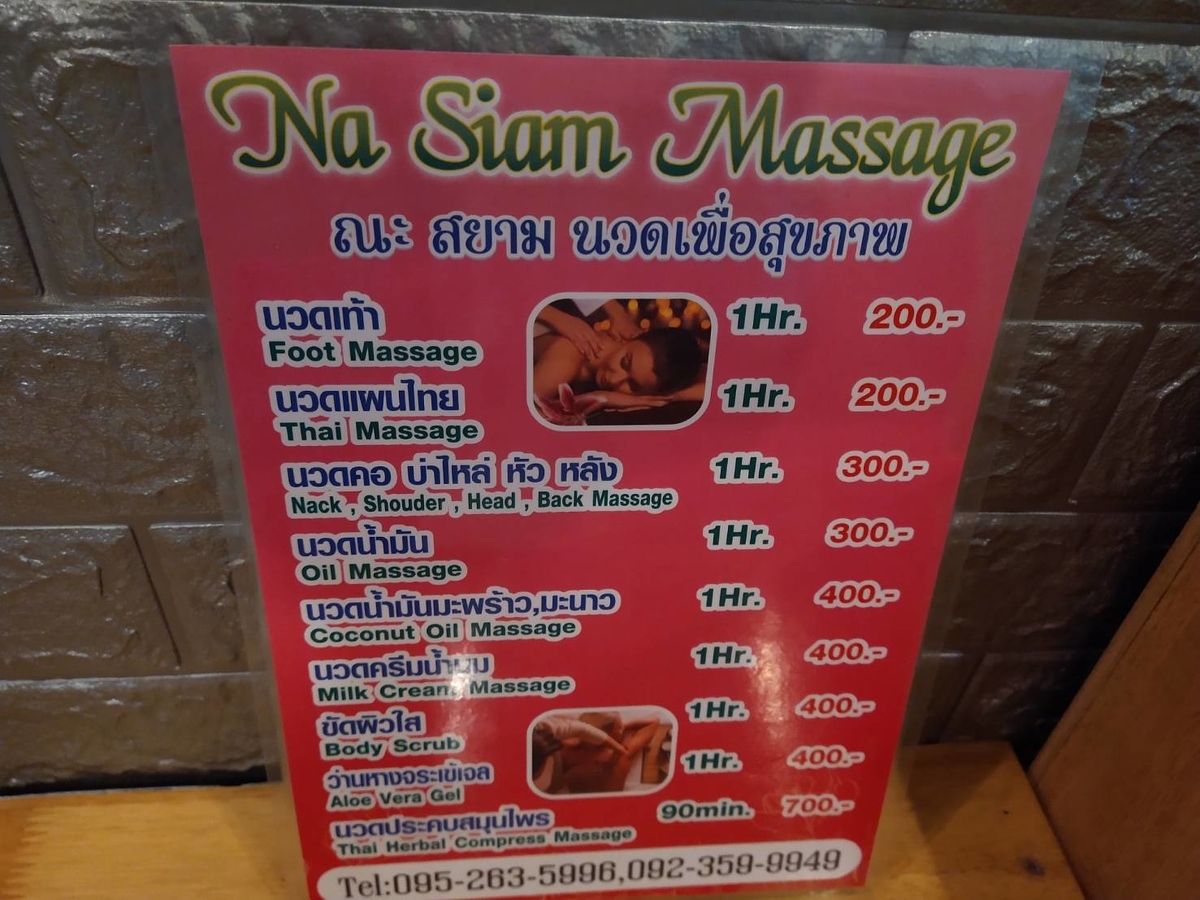 Na Siam Massage
ณะ สยาม นวดเพื่อสุขภาพ
นวดเท้า 1Hr. 200.-
Foot Massage
นวดแผนไทย 1Hr. 200.-
Thai Massage
นวดคอ บ่าไหล่ หัว หลัง 1Hr. 300.-
Nack , Shouder , Head , Back Massage
นวดน้ำมัน 1Hr. 300.-
Oil Massage
นวดน้ำมันมะพร้าว,มะนาว 1Hr. 400.-
Coconut Oil Massage
นวดครีมน้ำนม 1Hr. 400.-
Milk Cream Massage
ขัดผิวใส 1Hr. 400.-
Body Scrub
ว่านหางจระเข้เจล 1Hr. 400.-
Aloe Vera Gel
นวดประคบสมุนไพร 90min. 700.-
Thai Herbal Compress Massage
Tel:095-263-5996,092-359-9949